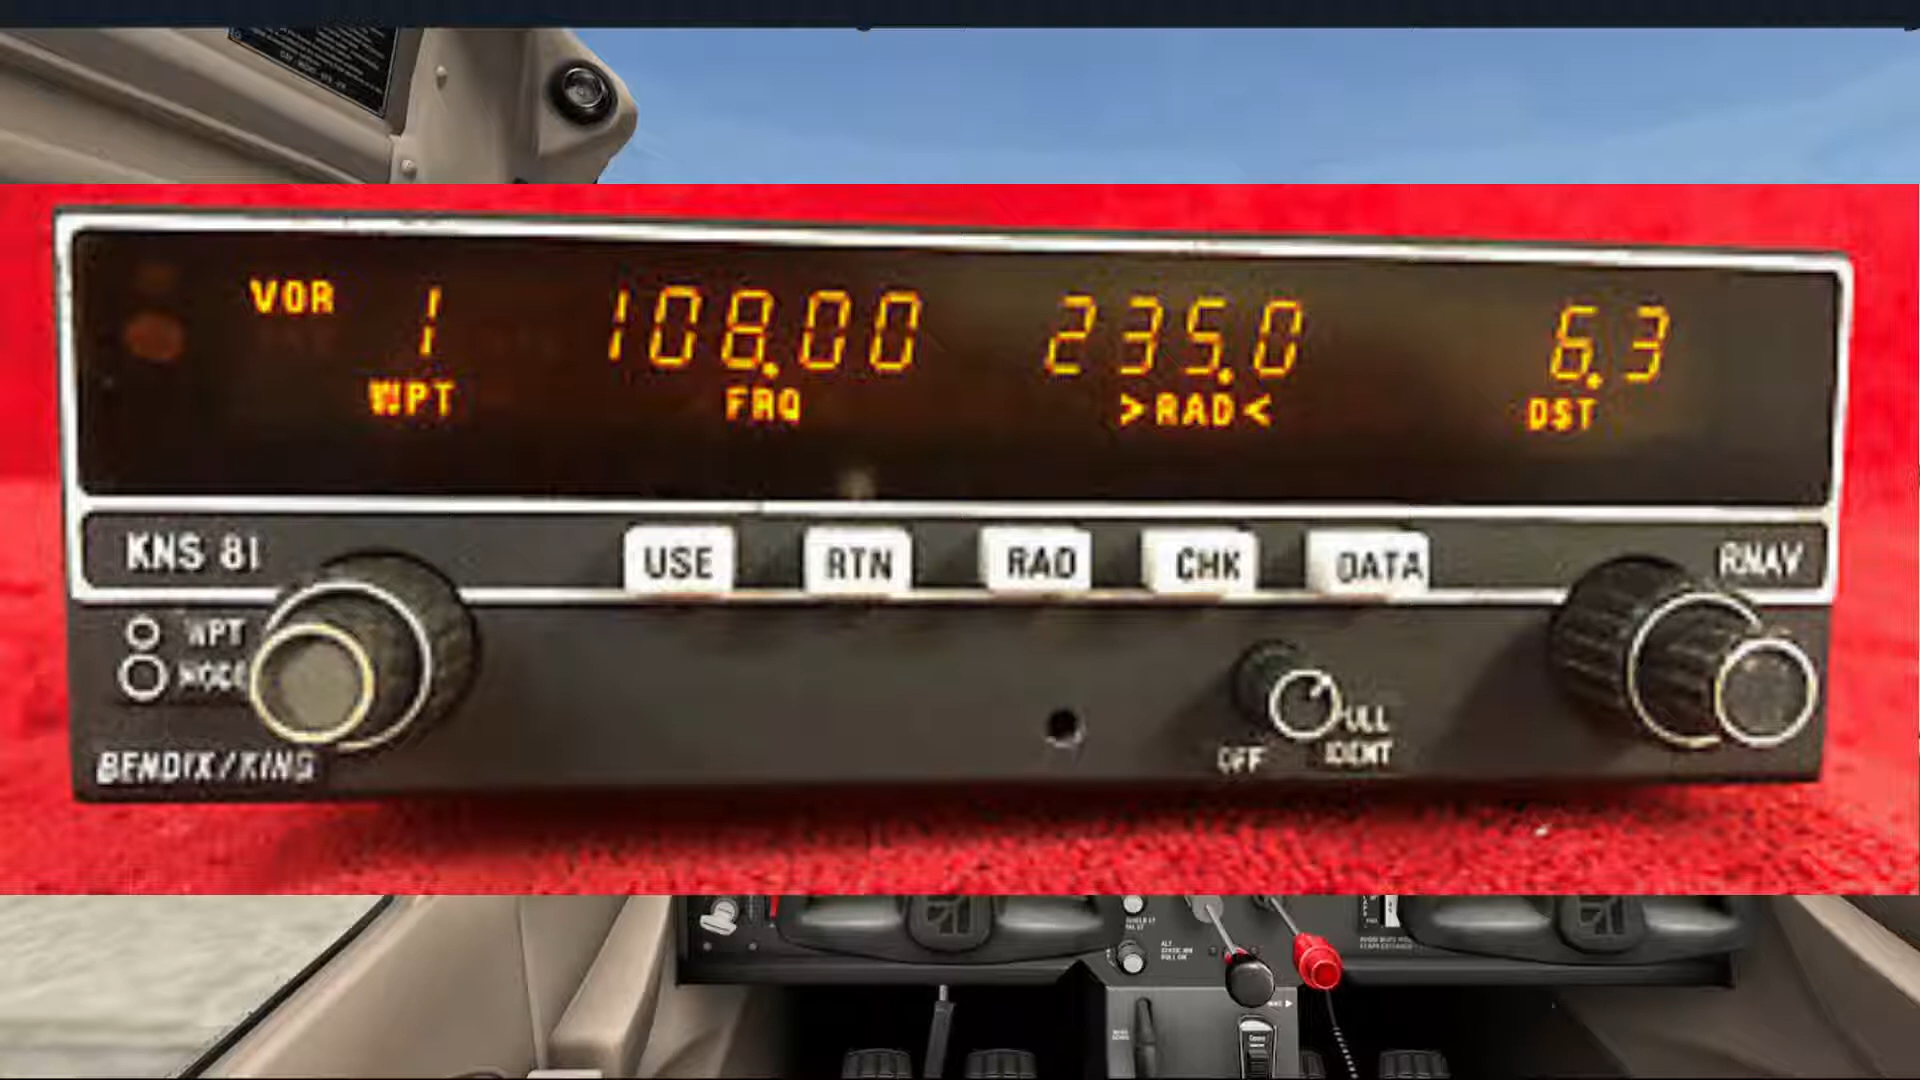 VOR 1 108.00 235.0 6.3
WPT FRQ >RAD< DST
KNS 81 USE RTN RAD CHK DATA RNAV
WPT
MODE
PULL
OFF IDENT
BENDIX/KING